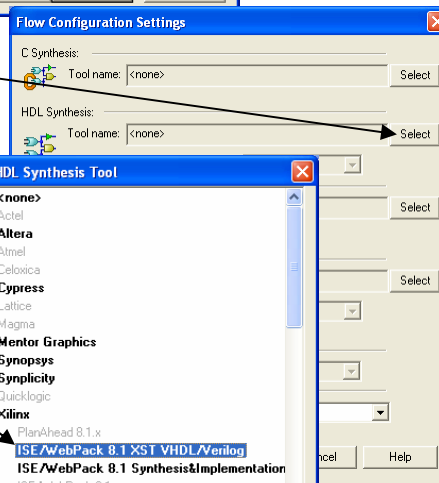 Flow Configuration Settings
C Synthesis:
Tool name: <none> Select
HDL Synthesis:
Tool name: <none> Select
HDL Synthesis Tool
<none>
Actel
Altera
Atmel
Celoxica
Cypress
Lattice
Magma
Mentor Graphics
Synopsys
Synplicity
Quicklogic
Xilinx
PlanAhead 8.1.x
ISE/WebPack 8.1 XST VHDL/Verilog
ISE/WebPack 8.1 Synthesis&Implementation
Select
Select
ncel
Help